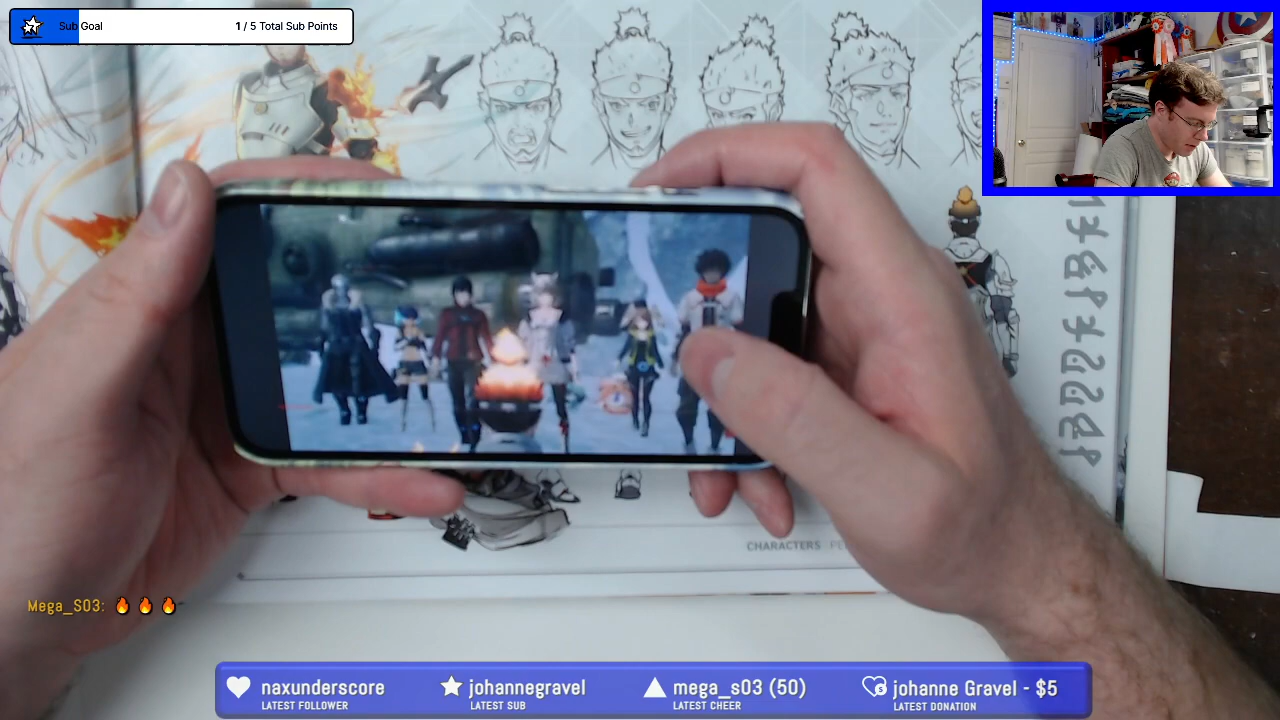 Sub Goal 1 / 5 Total Sub Points
CHARACTERS
Mega_S03: 🔥 🔥 🔥
naxunderscore
LATEST FOLLOWER
johannegravel
LATEST SUB
mega_s03 (50)
LATEST CHEER
johanne Gravel - $5
LATEST DONATION